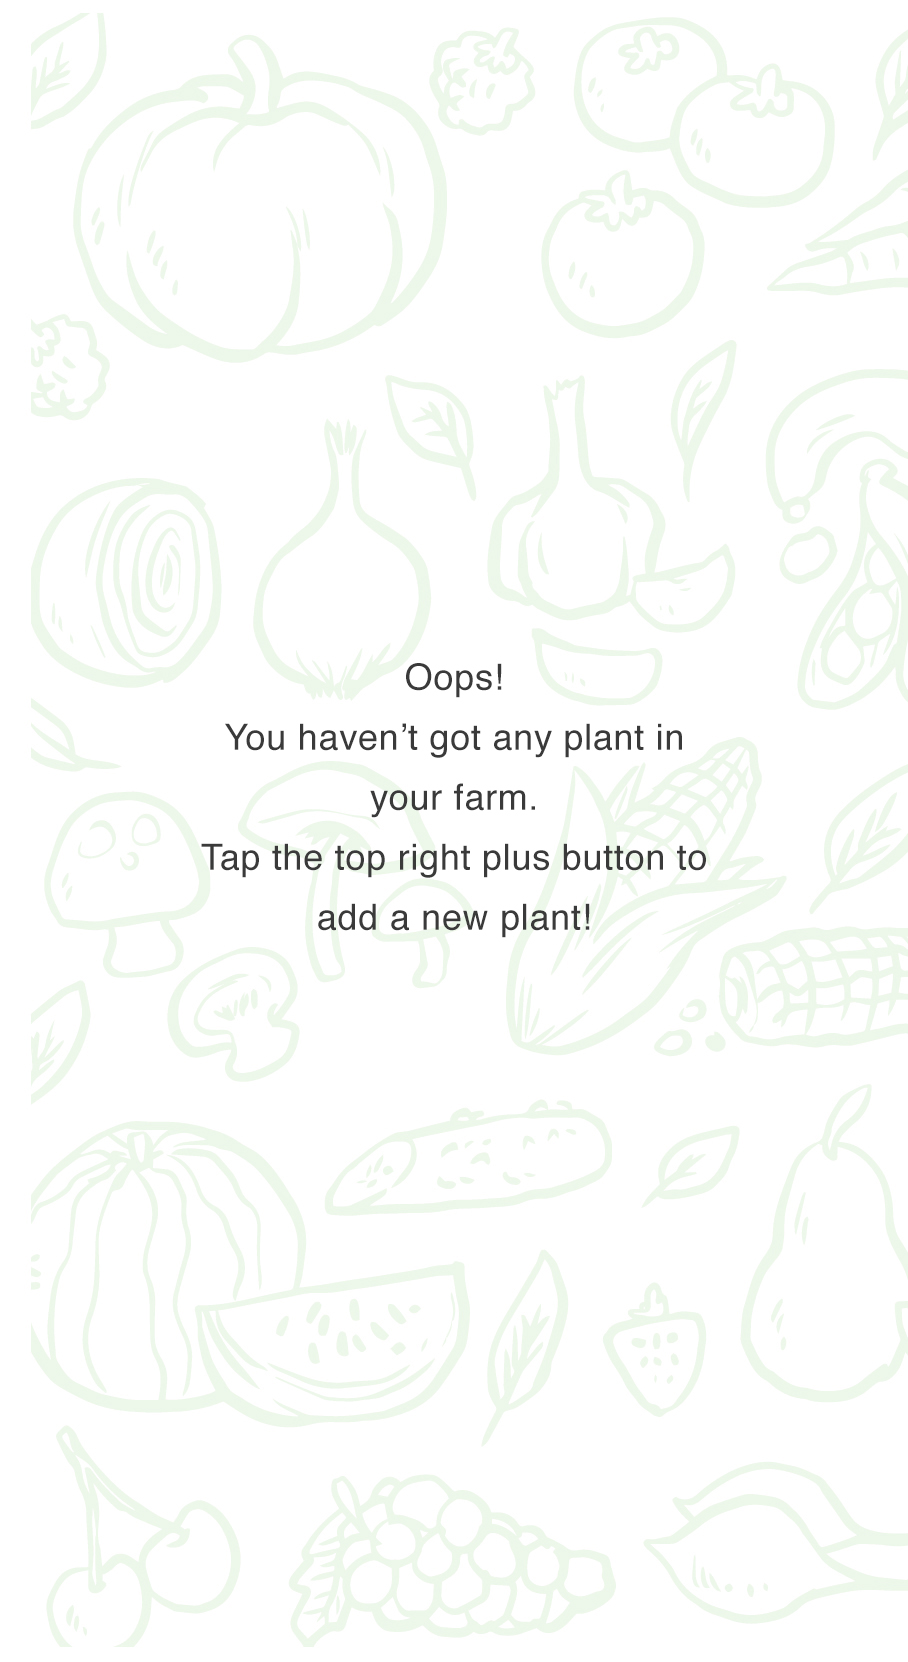 Oops!
You haven’t got any plant in
your farm.
Tap the top right plus button to
add a new plant!